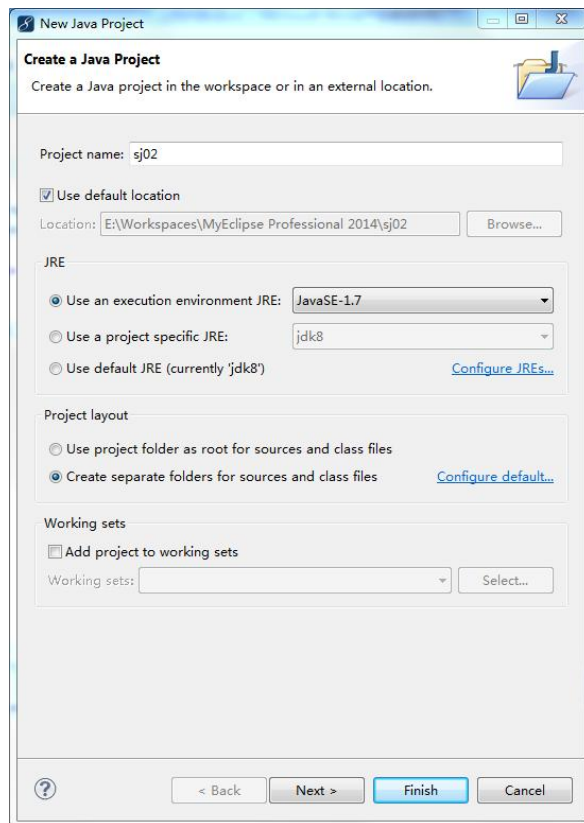 New Java Project
Create a Java Project
Create a Java project in the workspace or in an external location.
Project name: sj02
Use default location
Location: E:\Workspaces\MyEclipse Professional 2014\sj02 Browse...
JRE
Use an execution environment JRE: JavaSE-1.7
Use a project specific JRE: jdk8
Use default JRE (currently 'jdk8') Configure JREs...
Project layout
Use project folder as root for sources and class files
Create separate folders for sources and class files Configure default...
Working sets
Add project to working sets
Working sets: Select...
? < Back Next > Finish Cancel